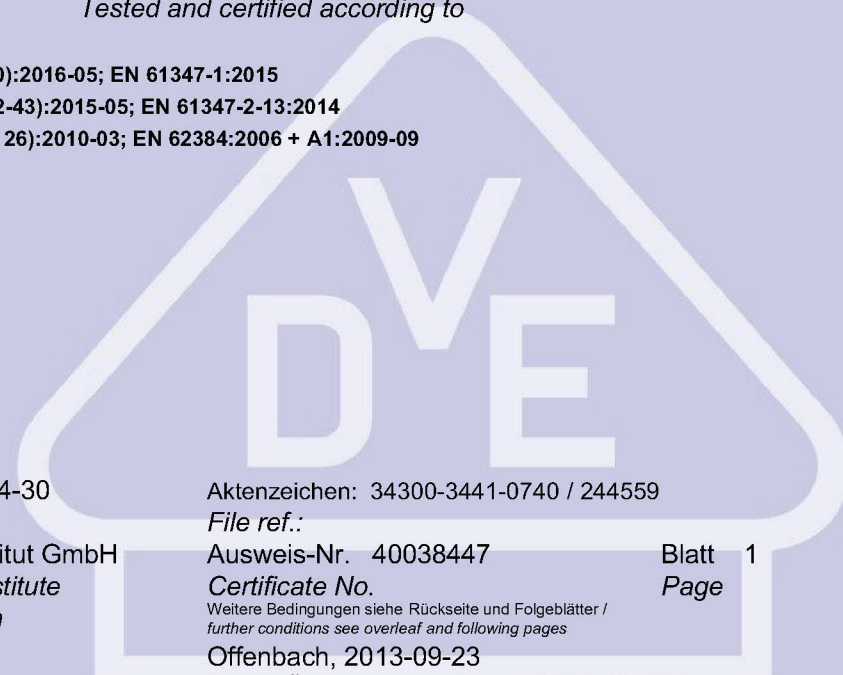 Tested and certified according to
0):2016-05; EN 61347-1:2015
2-43):2015-05; EN 61347-2-13:2014
26):2010-03; EN 62384:2006 + A1:2009-09
VDE
4-30
Aktenzeichen: 34300-3441-0740 / 244559
File ref.:
itut GmbH Ausweis-Nr. 40038447 Blatt 1
stitute Certificate No. Page
Weitere Bedingungen siehe Rückseite und Folgeblätter /
further conditions see overleaf and following pages
Offenbach, 2013-09-23